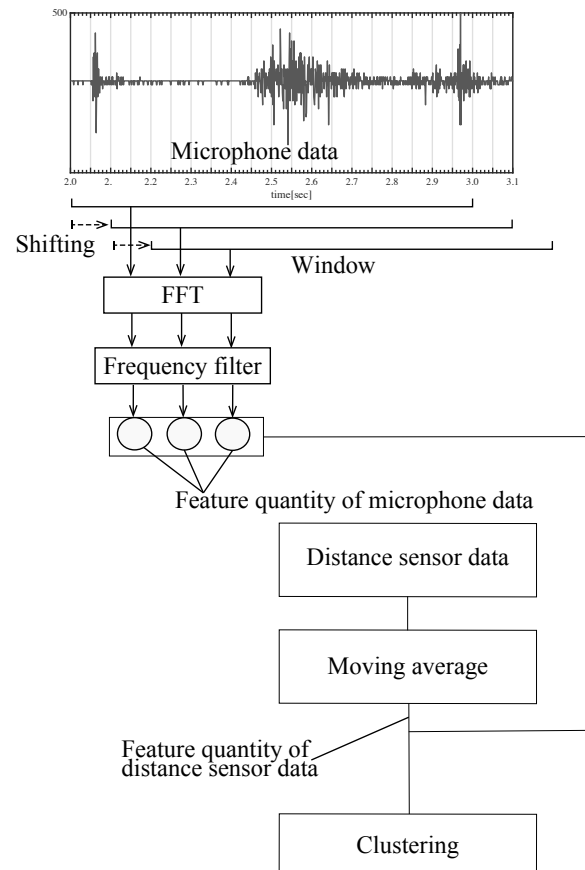 500
Microphone data
2.0 2.1 2.2 2.3 2.4 2.5 2.6 2.7 2.8 2.9 3.0 3.1
time[sec]
Shifting
Window
FFT
Frequency filter
Feature quantity of microphone data
Distance sensor data
Moving average
Feature quantity of
distance sensor data
Clustering